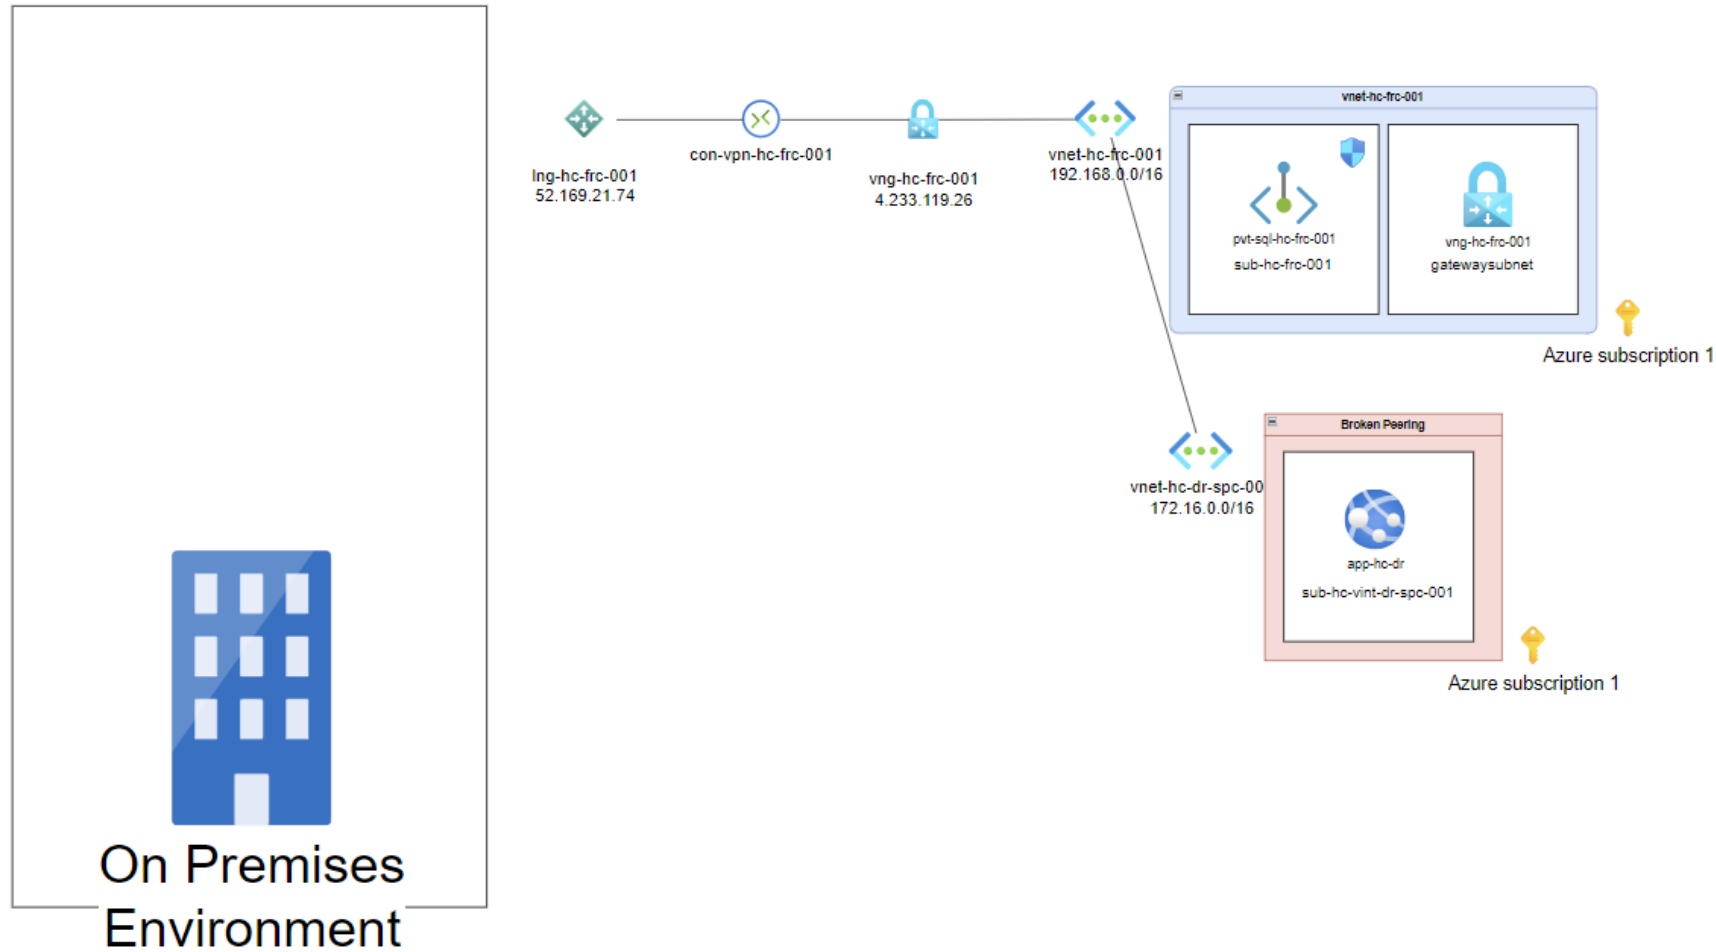 lng-hc-frc-001
52.169.21.74
con-vpn-hc-frc-001
vng-hc-frc-001
4.233.119.26
vnet-hc-frc-001
192.168.0.0/16
vnet-hc-frc-001
pvt-sql-hc-frc-001
sub-hc-frc-001
vng-hc-frc-001
gatewaysubnet
Azure subscription 1
vnet-hc-dr-spc-00
172.16.0.0/16
Broken Peering
app-hc-dr
sub-hc-vint-dr-spc-001
Azure subscription 1
On Premises
Environment